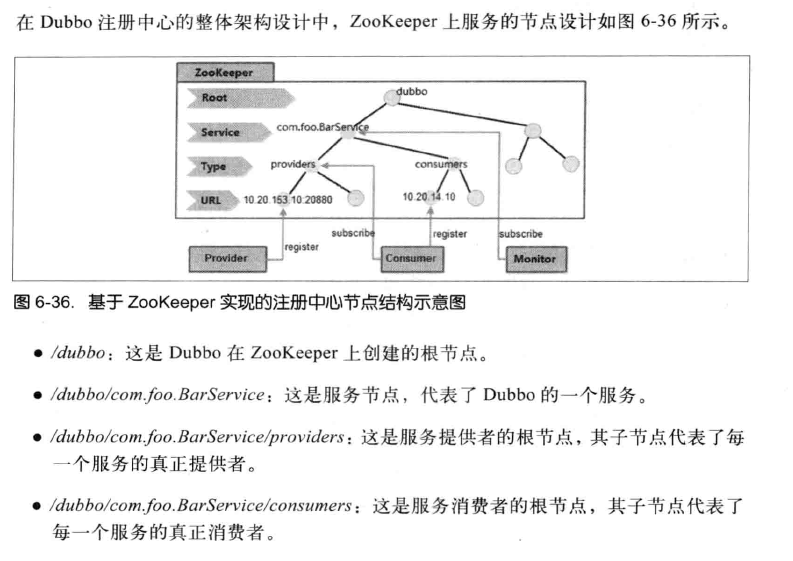 在 Dubbo 注册中心的整体架构设计中，ZooKeeper 上服务的节点设计如图 6-36 所示。
ZooKeeper
Root
dubbo
Service
com.foo.BarService
Type
providers
consumers
URL
10.20.153.10:20880
10.20.14.10
subscribe
register
subscribe
register
Provider
Consumer
Monitor
图 6-36. 基于 ZooKeeper 实现的注册中心节点结构示意图
● /dubbo：这是 Dubbo 在 ZooKeeper 上创建的根节点。
● /dubbo/com.foo.BarService：这是服务节点，代表了 Dubbo 的一个服务。
● /dubbo/com.foo.BarService/providers：这是服务提供者的根节点，其子节点代表了每
一个服务的真正提供者。
● /dubbo/com.foo.BarService/consumers：这是服务消费者的根节点，其子节点代表了
每一个服务的真正消费者。